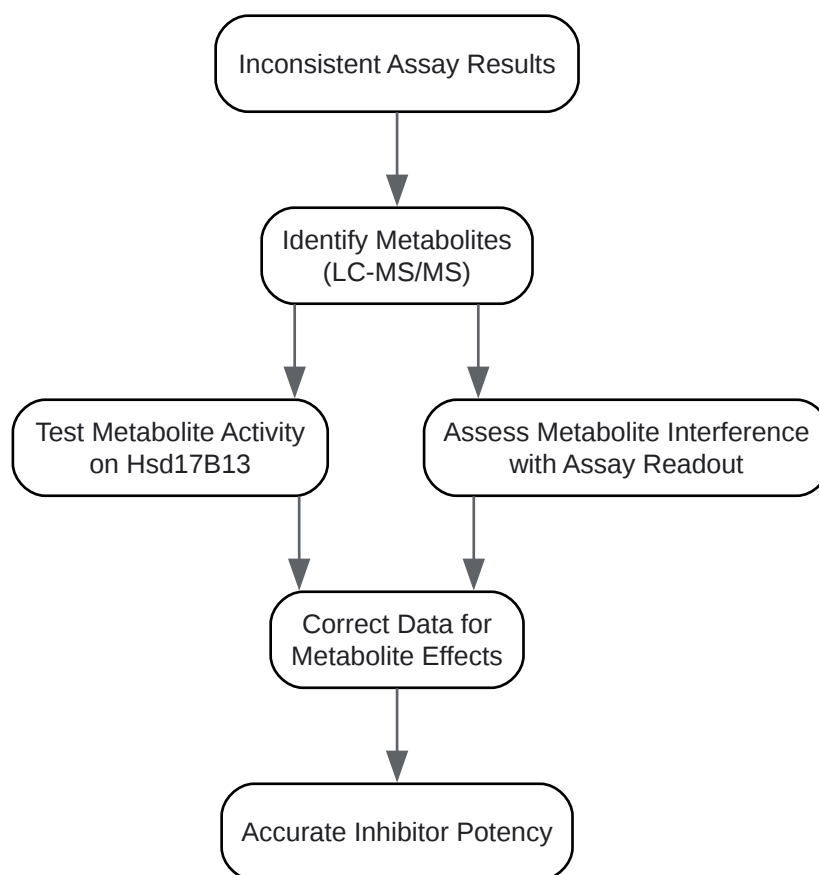 Inconsistent Assay Results
Identify Metabolites
(LC-MS/MS)
Test Metabolite Activity
on Hsd17B13
Assess Metabolite Interference
with Assay Readout
Correct Data for
Metabolite Effects
Accurate Inhibitor Potency